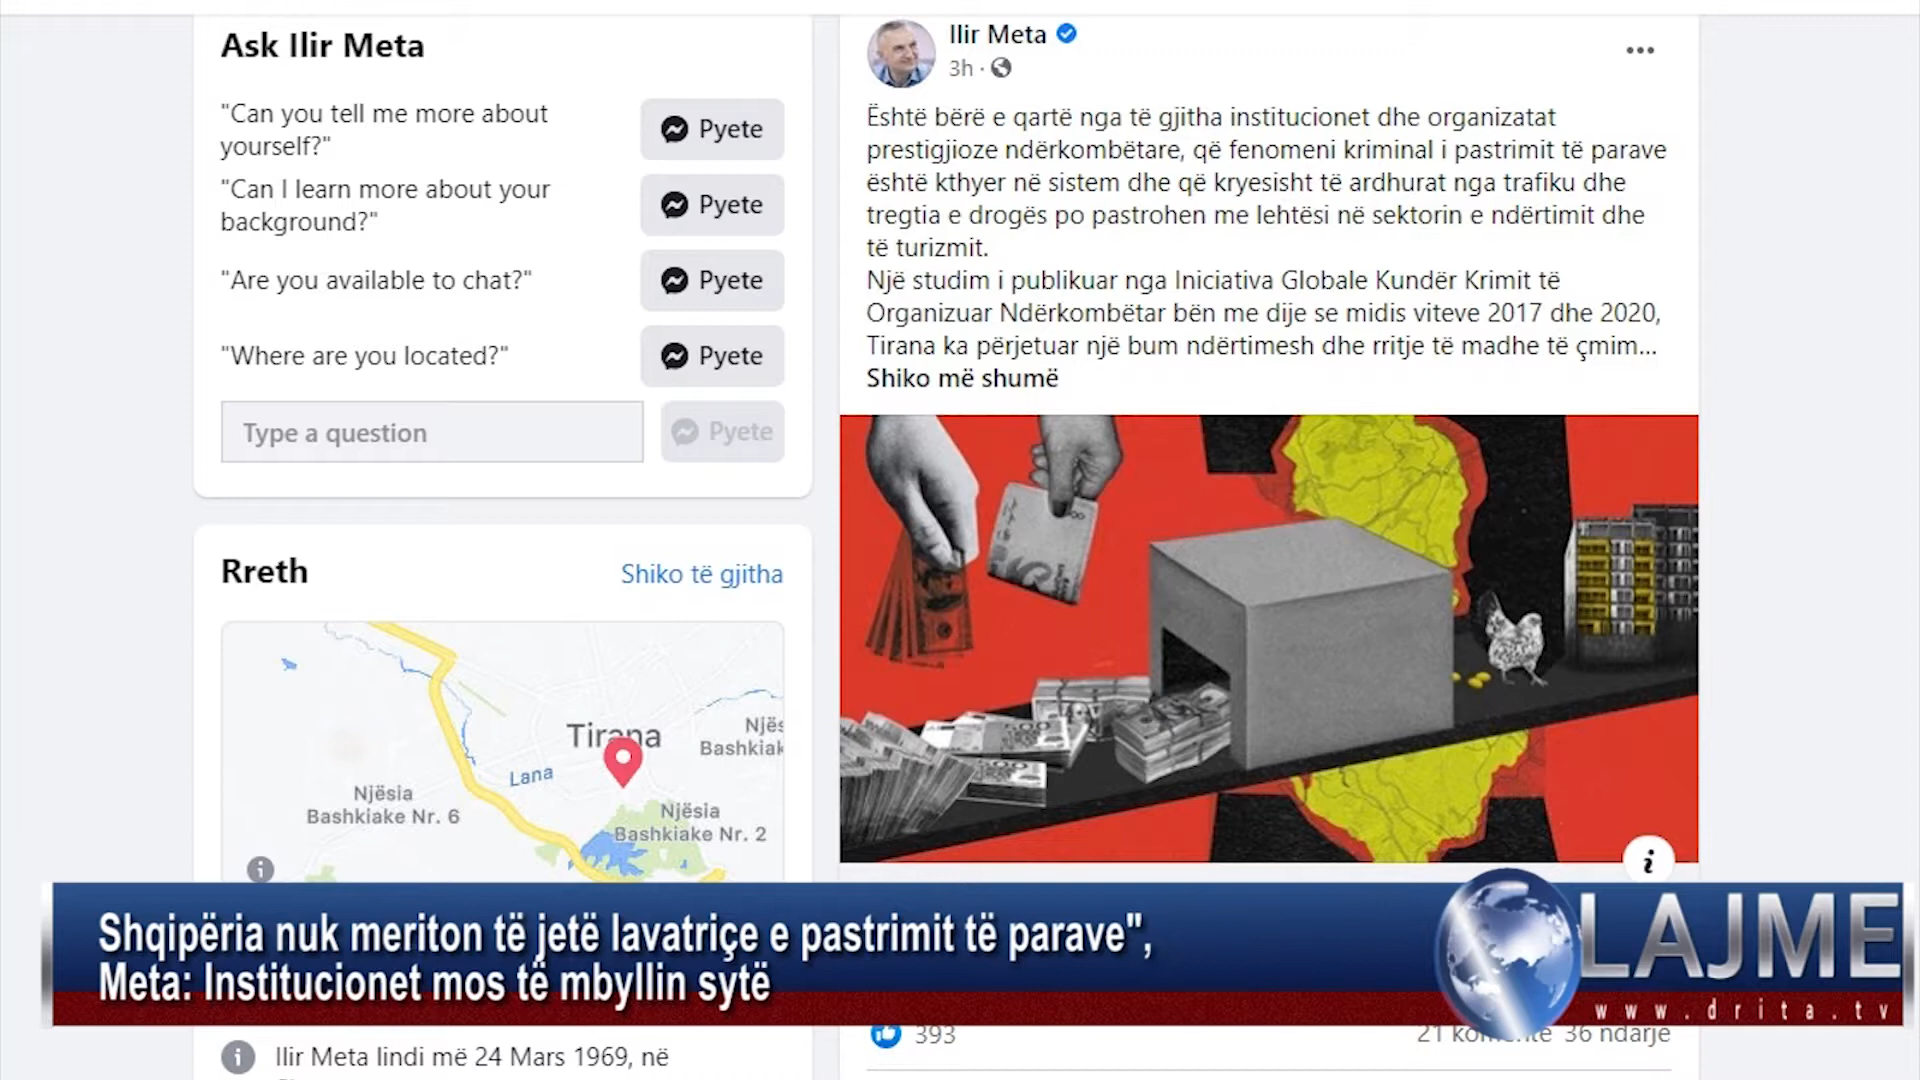 Ask Ilir Meta
"Can you tell me more about
yourself?"
Pyete
"Can I learn more about your
background?"
Pyete
"Are you available to chat?"
Pyete
"Where are you located?"
Pyete
Type a question
Pyete
Rreth
Shiko të gjitha
Tirana
Lana
Njësia
Bashkiake Nr. 6
Njësia
Bashkiake Nr. 2
Ilir Meta lindi më 24 Mars 1969, në
Ilir Meta
3h
Është bërë e qartë nga të gjitha institucionet dhe organizatat
prestigjioze ndërkombëtare, që fenomeni kriminal i pastrimit të parave
është kthyer në sistem dhe që kryesisht të ardhurat nga trafiku dhe
tregtia e drogës po pastrohen me lehtësi në sektorin e ndërtimit dhe
të turizmit.
Një studim i publikuar nga Iniciativa Globale Kundër Krimit të
Organizuar Ndërkombëtar bën me dije se midis viteve 2017 dhe 2020,
Tirana ka përjetuar një bum ndërtimesh dhe rritje të madhe të çmim...
Shiko më shumë
393
21
36 ndarje
Shqipëria nuk meriton të jetë lavatriçe e pastrimit të parave",
Meta: Institucionet mos të mbyllin sytë
LAJME
www.drita.tv